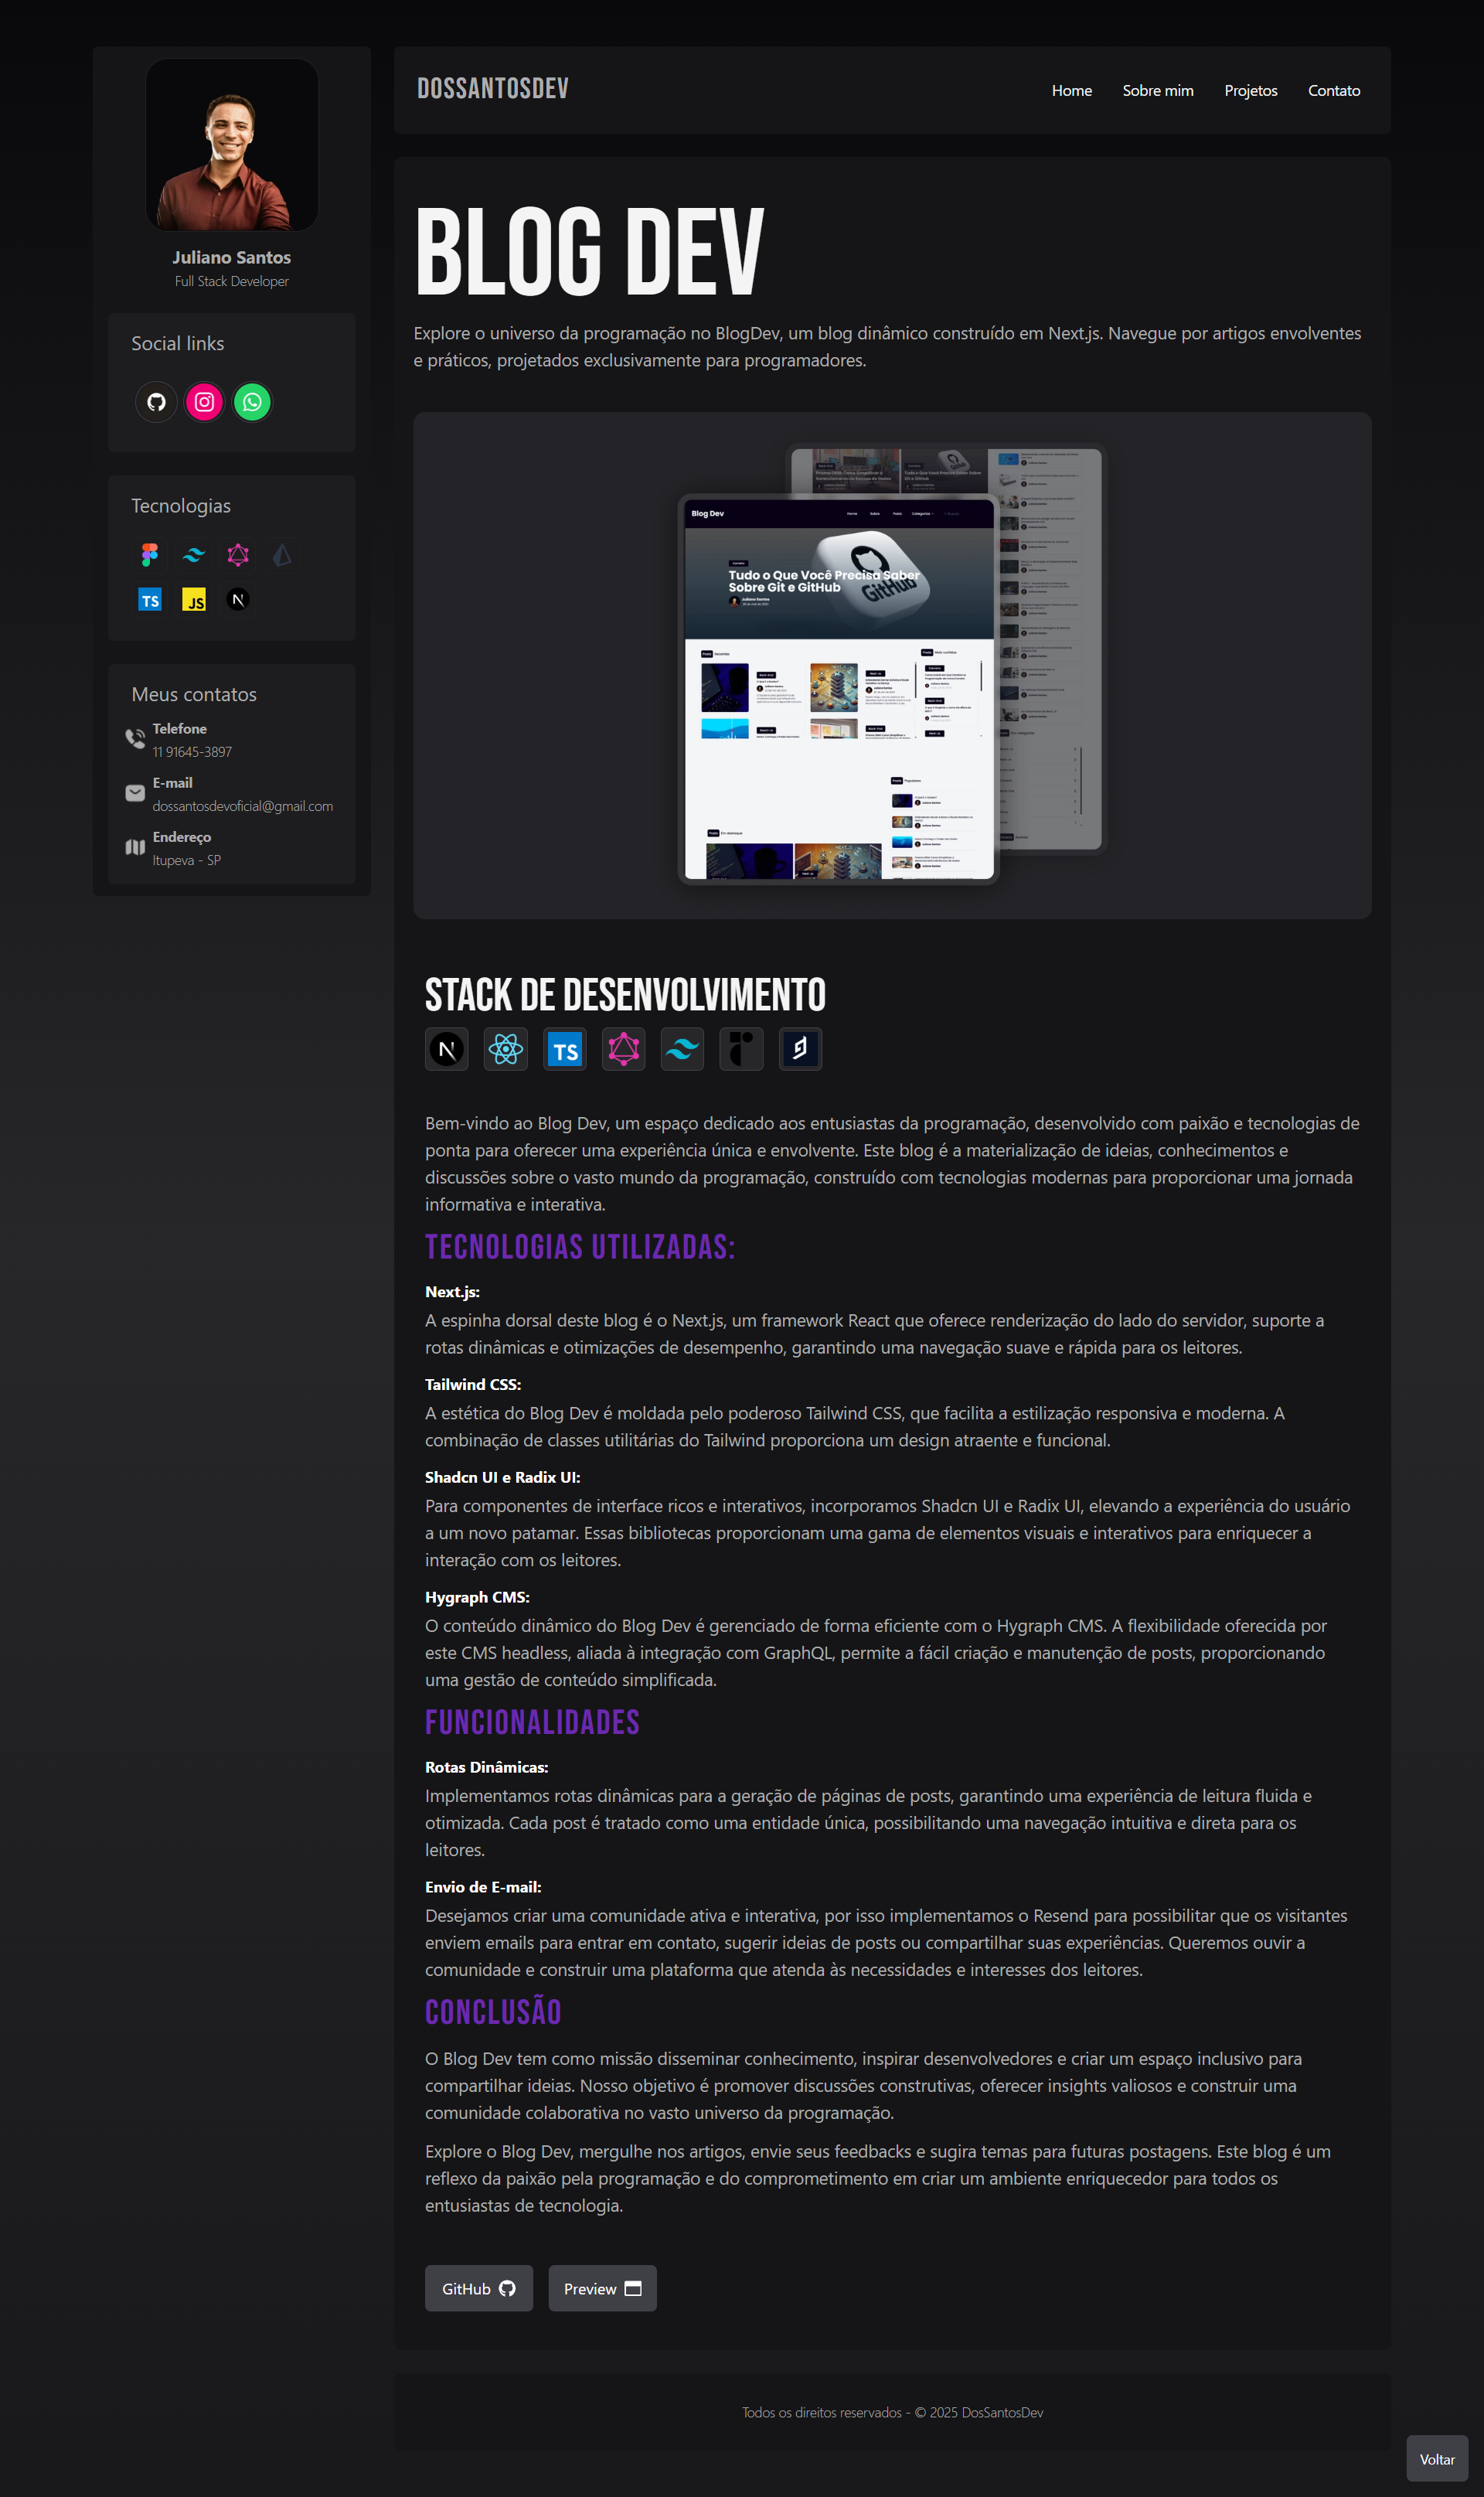 Juliano Santos
Full Stack Developer
Social links
Tecnologias
TS
JS
N
Meus contatos
Telefone
11 91645-3897
E-mail
dossantosdevoficial@gmail.com
Endereço
Itupeva - SP
DOSSANTOSDEV
Home
Sobre mim
Projetos
Contato
BLOG DEV
Explore o universo da programação no BlogDev, um blog dinâmico construído em Next.js. Navegue por artigos envolventes
e práticos, projetados exclusivamente para programadores.
Blog Dev
Home
Sobre
Posts
Categorias
Tudo o Que Você Precisa Saber
Sobre Git e GitHub
GitHub
Juliano Santos
Posts Recentes
Posts Mais curtidos
Posts Populares
Posts Em destaque
STACK DE DESENVOLVIMENTO
N
TS
Bem-vindo ao Blog Dev, um espaço dedicado aos entusiastas da programação, desenvolvido com paixão e tecnologias de
ponta para oferecer uma experiência única e envolvente. Este blog é a materialização de ideias, conhecimentos e
discussões sobre o vasto mundo da programação, construído com tecnologias modernas para proporcionar uma jornada
informativa e interativa.
TECNOLOGIAS UTILIZADAS:
Next.js:
A espinha dorsal deste blog é o Next.js, um framework React que oferece renderização do lado do servidor, suporte a
rotas dinâmicas e otimizações de desempenho, garantindo uma navegação suave e rápida para os leitores.
Tailwind CSS:
A estética do Blog Dev é moldada pelo poderoso Tailwind CSS, que facilita a estilização responsiva e moderna. A
combinação de classes utilitárias do Tailwind proporciona um design atraente e funcional.
Shadcn UI e Radix UI:
Para componentes de interface ricos e interativos, incorporamos Shadcn UI e Radix UI, elevando a experiência do usuário
a um novo patamar. Essas bibliotecas proporcionam uma gama de elementos visuais e interativos para enriquecer a
interação com os leitores.
Hygraph CMS:
O conteúdo dinâmico do Blog Dev é gerenciado de forma eficiente com o Hygraph CMS. A flexibilidade oferecida por
este CMS headless, aliada à integração com GraphQL, permite a fácil criação e manutenção de posts, proporcionando
uma gestão de conteúdo simplificada.
FUNCIONALIDADES
Rotas Dinâmicas:
Implementamos rotas dinâmicas para a geração de páginas de posts, garantindo uma experiência de leitura fluida e
otimizada. Cada post é tratado como uma entidade única, possibilitando uma navegação intuitiva e direta para os
leitores.
Envio de E-mail:
Desejamos criar uma comunidade ativa e interativa, por isso implementamos o Resend para possibilitar que os visitantes
enviem emails para entrar em contato, sugerir ideias de posts ou compartilhar suas experiências. Queremos ouvir a
comunidade e construir uma plataforma que atenda às necessidades e interesses dos leitores.
CONCLUSÃO
O Blog Dev tem como missão disseminar conhecimento, inspirar desenvolvedores e criar um espaço inclusivo para
compartilhar ideias. Nosso objetivo é promover discussões construtivas, oferecer insights valiosos e construir uma
comunidade colaborativa no vasto universo da programação.
Explore o Blog Dev, mergulhe nos artigos, envie seus feedbacks e sugira temas para futuras postagens. Este blog é um
reflexo da paixão pela programação e do comprometimento em criar um ambiente enriquecedor para todos os
entusiastas de tecnologia.
GitHub
Preview
Todos os direitos reservados - © 2025 DosSantosDev
Voltar